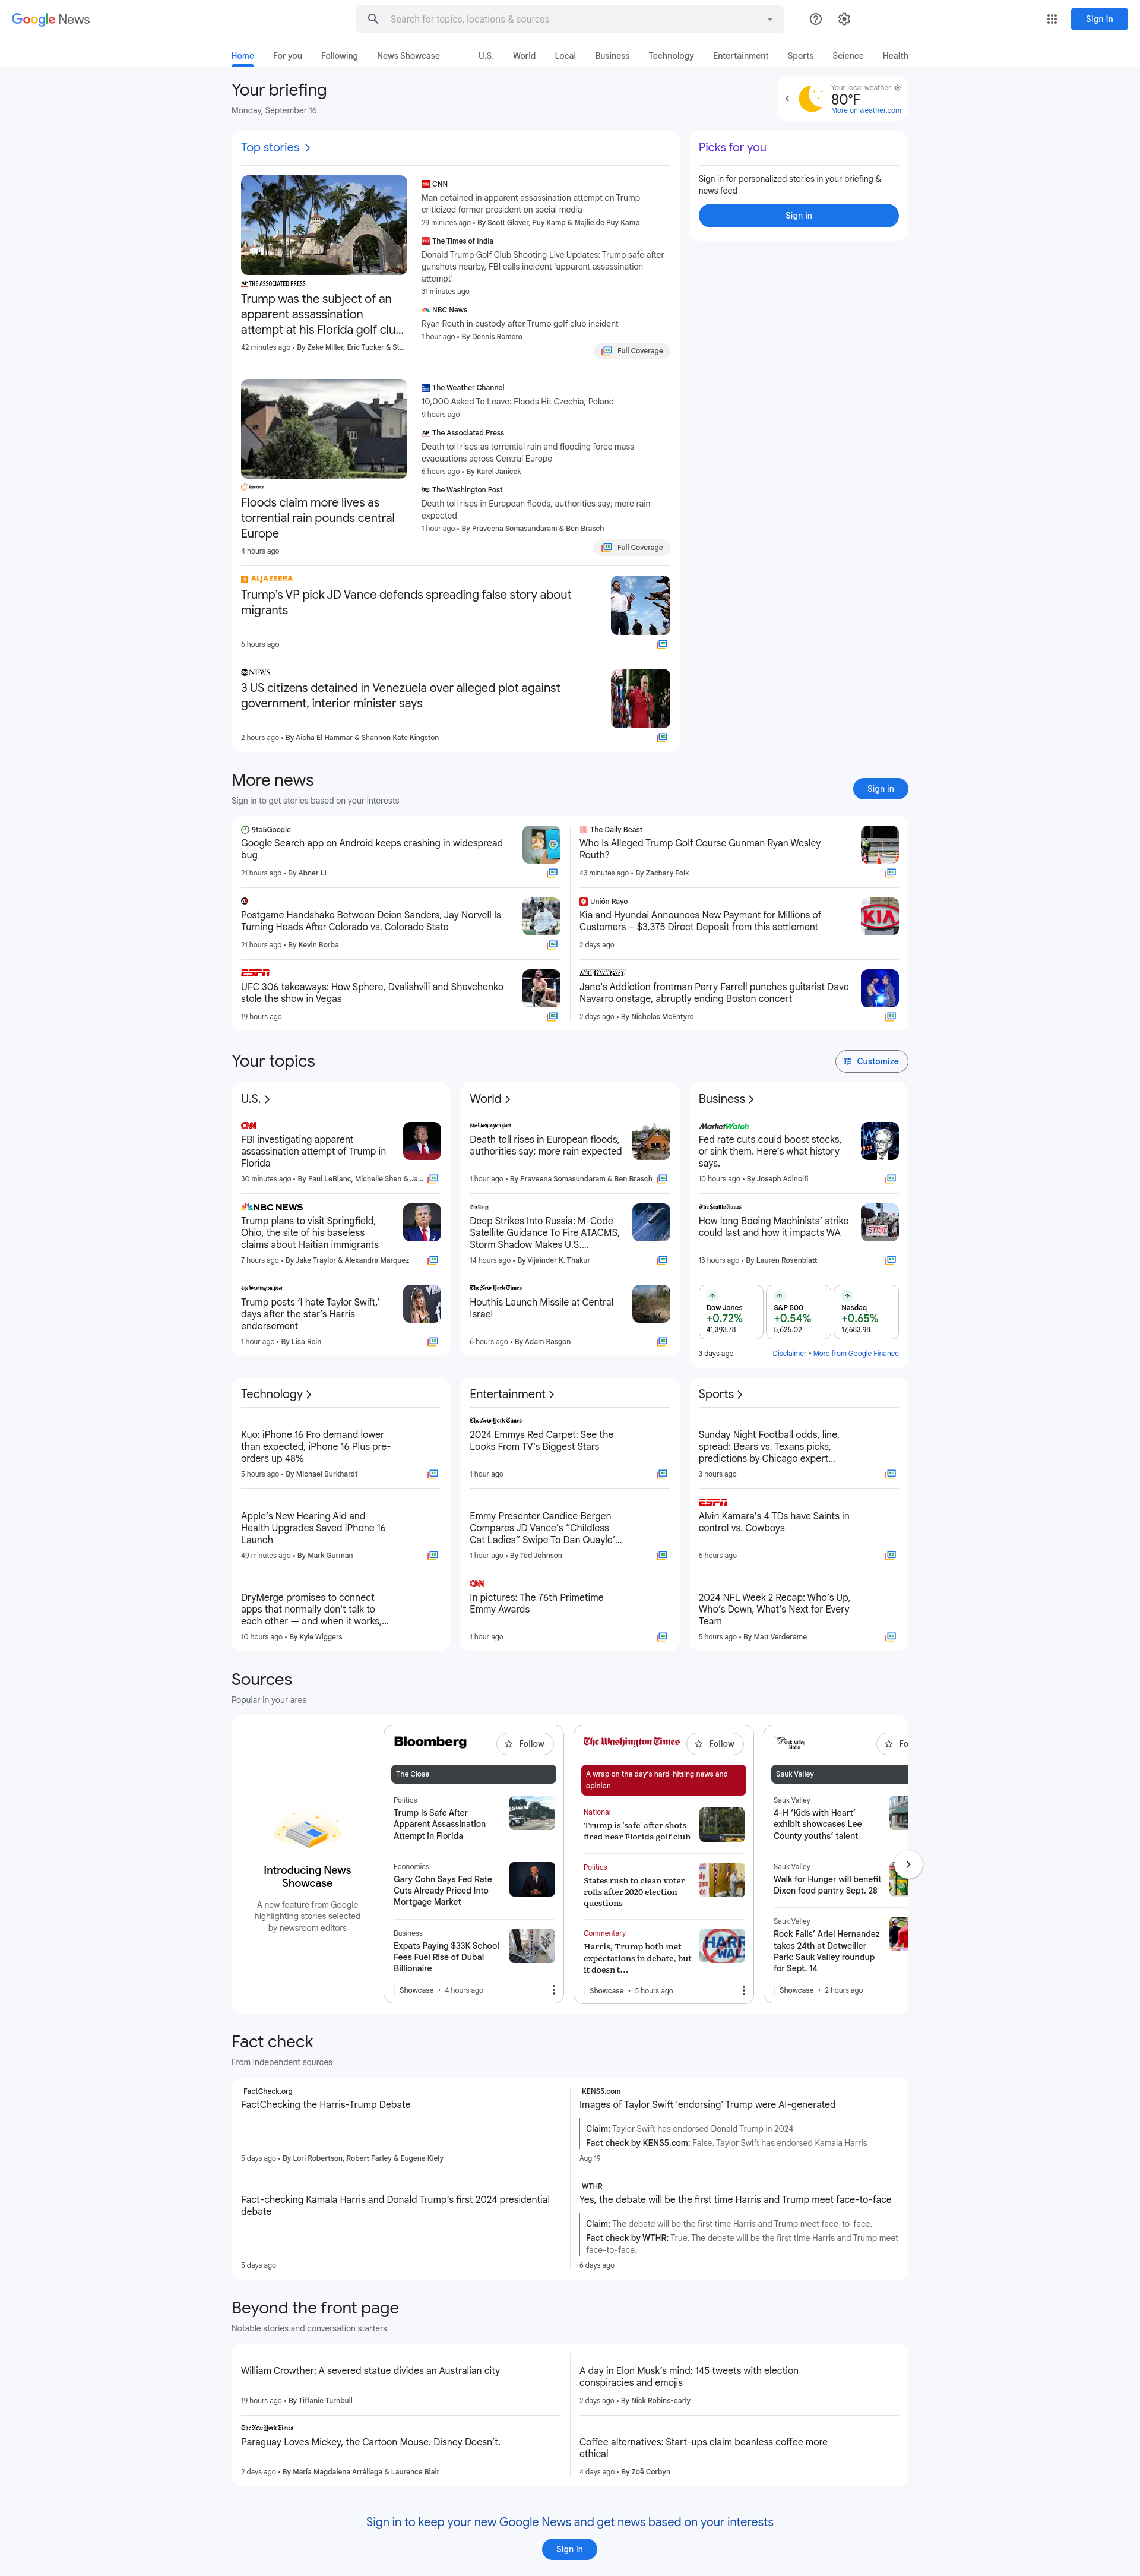 Google News
Search for topics, locations & sources
Sign in
Home
For you
Following
News Showcase
U.S.
World
Local
Business
Technology
Entertainment
Sports
Science
Health
Your briefing
Monday, September 16
Your local weather
80°F
More on weather.com
Top stories
THE ASSOCIATED PRESS
Trump was the subject of an
apparent assassination
attempt at his Florida golf clu...
42 minutes ago • By Zeke Miller, Eric Tucker & St...
CNN
Man detained in apparent assassination attempt on Trump
criticized former president on social media
29 minutes ago • By Scott Glover, Puy Kamp & Majlie de Puy Kamp
The Times of India
Donald Trump Golf Club Shooting Live Updates: Trump safe after
gunshots nearby, FBI calls incident 'apparent assassination
attempt'
31 minutes ago
NBC News
Ryan Routh in custody after Trump golf club incident
1 hour ago • By Dennis Romero
Full Coverage
Picks for you
Sign in for personalized stories in your briefing &
news feed
Sign in
Reuters
Floods claim more lives as
torrential rain pounds central
Europe
4 hours ago
The Weather Channel
10,000 Asked To Leave: Floods Hit Czechia, Poland
9 hours ago
The Associated Press
Death toll rises as torrential rain and flooding force mass
evacuations across Central Europe
6 hours ago • By Karel Janicek
The Washington Post
Death toll rises in European floods, authorities say; more rain
expected
1 hour ago • By Praveena Somasundaram & Ben Brasch
Full Coverage
ALJAZEERA
Trump's VP pick JD Vance defends spreading false story about
migrants
6 hours ago
abc NEWS
3 US citizens detained in Venezuela over alleged plot against
government, interior minister says
2 hours ago • By Aicha El Hammar & Shannon Kate Kingston
More news
Sign in to get stories based on your interests
Sign in
9to5Google
Google Search app on Android keeps crashing in widespread
bug
21 hours ago • By Abner Li
The Daily Beast
Who Is Alleged Trump Golf Course Gunman Ryan Wesley
Routh?
43 minutes ago • By Zachary Folk
Postgame Handshake Between Deion Sanders, Jay Norvell Is
Turning Heads After Colorado vs. Colorado State
21 hours ago • By Kevin Borba
Unión Rayo
Kia and Hyundai Announces New Payment for Millions of
Customers – $3,375 Direct Deposit from this settlement
2 days ago
KIA
ESPN
UFC 306 takeaways: How Sphere, Dvalishvili and Shevchenko
stole the show in Vegas
19 hours ago
NEW YORK POST
Jane's Addiction frontman Perry Farrell punches guitarist Dave
Navarro onstage, abruptly ending Boston concert
2 days ago • By Nicholas McEntyre
Your topics
Customize
U.S.
CNN
FBI investigating apparent
assassination attempt of Trump in
Florida
30 minutes ago • By Paul LeBlanc, Michelle Shen & Ja...
NBC NEWS
Trump plans to visit Springfield,
Ohio, the site of his baseless
claims about Haitian immigrants
7 hours ago • By Jake Traylor & Alexandra Marquez
The Washington Post
Trump posts 'I hate Taylor Swift,'
days after the star's Harris
endorsement
1 hour ago • By Lisa Rein
World
The Washington Post
Death toll rises in European floods,
authorities say; more rain expected
1 hour ago • By Praveena Somasundaram & Ben Brasch
Deep Strikes Into Russia: M-Code
Satellite Guidance To Fire ATACMS,
Storm Shadow Makes U.S....
14 hours ago • By Vijainder K. Thakur
The New York Times
Houthis Launch Missile at Central
Israel
6 hours ago • By Adam Rasgon
Business
MarketWatch
Fed rate cuts could boost stocks,
or sink them. Here's what history
says.
10 hours ago • By Joseph Adinolfi
The Seattle Times
How long Boeing Machinists' strike
could last and how it impacts WA
13 hours ago • By Lauren Rosenblatt
STRIKE
Dow Jones
+0.72%
41,393.78
S&P 500
+0.54%
5,626.02
Nasdaq
+0.65%
17,683.98
3 days ago
Disclaimer • More from Google Finance
Technology
Kuo: iPhone 16 Pro demand lower
than expected, iPhone 16 Plus pre-
orders up 48%
5 hours ago • By Michael Burkhardt
Apple's New Hearing Aid and
Health Upgrades Saved iPhone 16
Launch
49 minutes ago • By Mark Gurman
DryMerge promises to connect
apps that normally don't talk to
each other — and when it works,...
10 hours ago • By Kyle Wiggers
Entertainment
The New York Times
2024 Emmys Red Carpet: See the
Looks From TV's Biggest Stars
1 hour ago
Emmy Presenter Candice Bergen
Compares JD Vance's "Childless
Cat Ladies" Swipe To Dan Quayle'...
1 hour ago • By Ted Johnson
CNN
In pictures: The 76th Primetime
Emmy Awards
1 hour ago
Sports
Sunday Night Football odds, line,
spread: Bears vs. Texans picks,
predictions by Chicago expert...
3 hours ago
ESPN
Alvin Kamara's 4 TDs have Saints in
control vs. Cowboys
6 hours ago
2024 NFL Week 2 Recap: Who's Up,
Who's Down, What's Next for Every
Team
5 hours ago • By Matt Verderame
Sources
Popular in your area
Introducing News
Showcase
A new feature from Google
highlighting stories selected
by newsroom editors
Bloomberg
Follow
The Close
Politics
Trump Is Safe After
Apparent Assassination
Attempt in Florida
Economics
Gary Cohn Says Fed Rate
Cuts Already Priced Into
Mortgage Market
Business
Expats Paying $33K School
Fees Fuel Rise of Dubai
Billionaire
Showcase • 4 hours ago
The Washington Times
Follow
A wrap on the day's hard-hitting news and
opinion
National
Trump is 'safe' after shots
fired near Florida golf club
Politics
States rush to clean voter
rolls after 2020 election
questions
Commentary
Harris, Trump both met
expectations in debate, but
it doesn't...
HARR
WAL
Showcase • 5 hours ago
Sauk Valley
Media
Fo
Sauk Valley
Sauk Valley
4-H 'Kids with Heart'
exhibit showcases Lee
County youths' talent
Sauk Valley
Walk for Hunger will benefit
Dixon food pantry Sept. 28
Sauk Valley
Rock Falls' Ariel Hernandez
takes 24th at Detweiller
Park: Sauk Valley roundup
for Sept. 14
Showcase • 2 hours ago
Fact check
From independent sources
FactCheck.org
FactChecking the Harris-Trump Debate
5 days ago • By Lori Robertson, Robert Farley & Eugene Kiely
KENS5.com
Images of Taylor Swift 'endorsing' Trump were AI-generated
Claim: Taylor Swift has endorsed Donald Trump in 2024
Fact check by KENS5.com: False. Taylor Swift has endorsed Kamala Harris
Aug 19
Fact-checking Kamala Harris and Donald Trump's first 2024 presidential
debate
5 days ago
WTHR
Yes, the debate will be the first time Harris and Trump meet face-to-face
Claim: The debate will be the first time Harris and Trump meet face-to-face.
Fact check by WTHR: True. The debate will be the first time Harris and Trump meet
face-to-face.
6 days ago
Beyond the front page
Notable stories and conversation starters
William Crowther: A severed statue divides an Australian city
19 hours ago • By Tiffanie Turnbull
A day in Elon Musk's mind: 145 tweets with election
conspiracies and emojis
2 days ago • By Nick Robins-early
The New York Times
Paraguay Loves Mickey, the Cartoon Mouse. Disney Doesn't.
2 days ago • By María Magdalena Arréllaga & Laurence Blair
Coffee alternatives: Start-ups claim beanless coffee more
ethical
4 days ago • By Zoë Corbyn
Sign in to keep your new Google News and get news based on your interests
Sign in